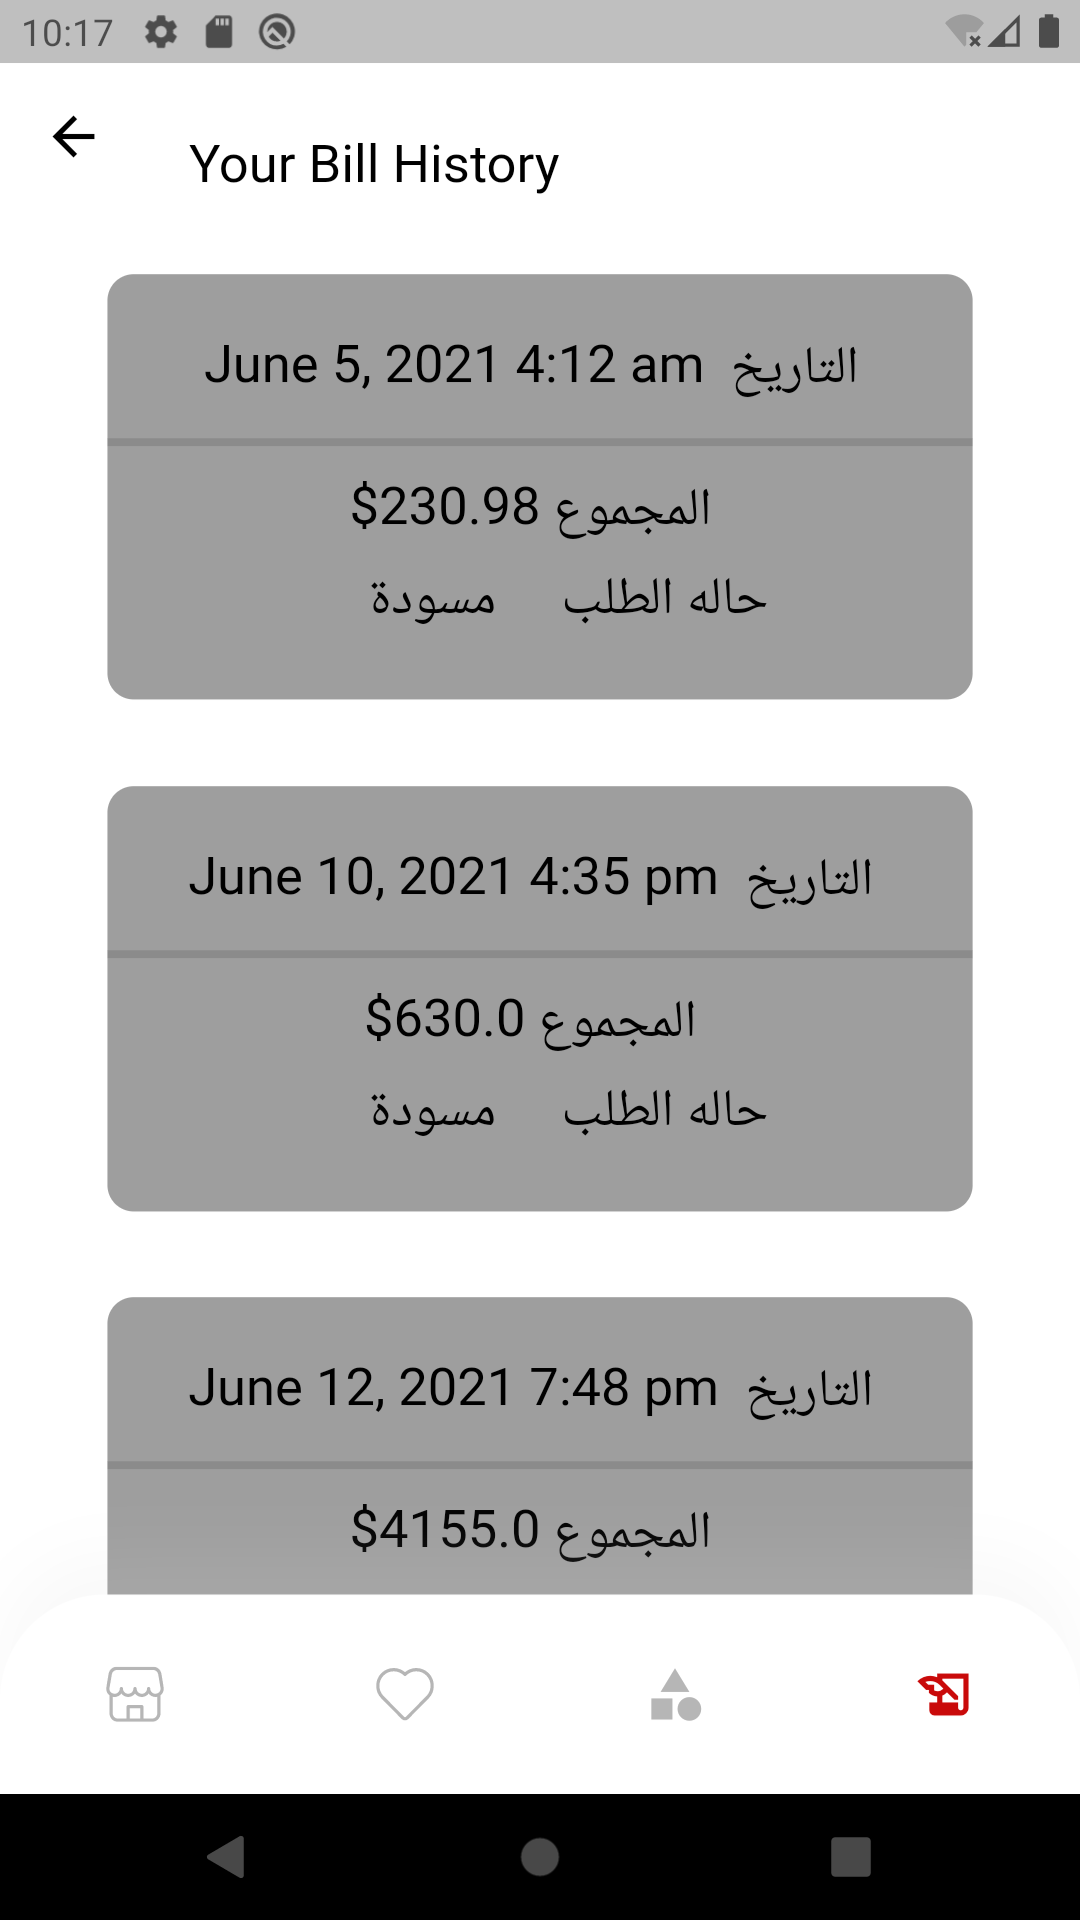 10:17
Your Bill History
التاريخ June 5, 2021 4:12 am
المجموع $230.98
حاله الطلب مسودة
التاريخ June 10, 2021 4:35 pm
المجموع $630.0
حاله الطلب مسودة
التاريخ June 12, 2021 7:48 pm
المجموع $4155.0